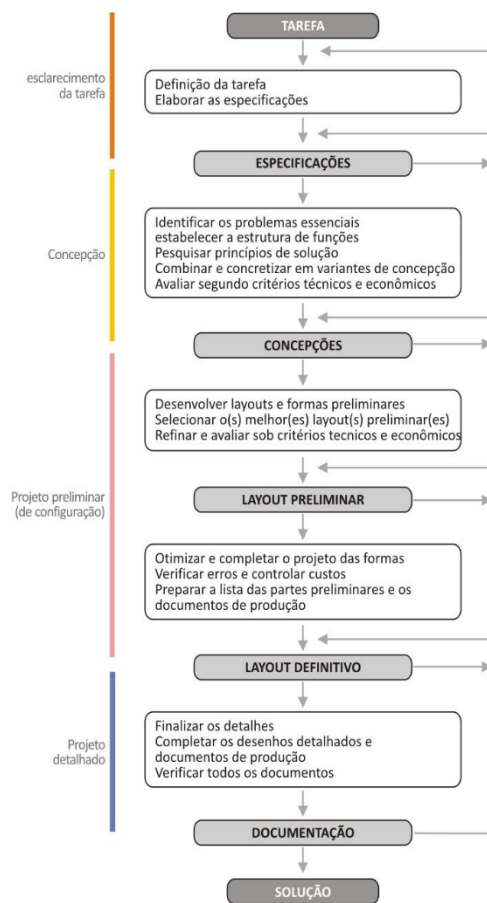 TAREFA
esclarecimento
da tarefa
Definição da tarefa
Elaborar as especificações
ESPECIFICAÇÕES
Concepção
Identificar os problemas essenciais
estabelecer a estrutura de funções
Pesquisar princípios de solução
Combinar e concretizar em variantes de concepção
Avaliar segundo critérios técnicos e econômicos
CONCEPÇÕES
Projeto preliminar
(de configuração)
Desenvolver layouts e formas preliminares
Selecionar o(s) melhor(es) layout(s) preliminar(es)
Refinar e avaliar sob critérios tecnicos e econômicos
LAYOUT PRELIMINAR
Otimizar e completar o projeto das formas
Verificar erros e controlar custos
Preparar a lista das partes preliminares e os
documentos de produção
LAYOUT DEFINITIVO
Projeto
detalhado
Finalizar os detalhes
Completar os desenhos detalhados e
documentos de produção
Verificar todos os documentos
DOCUMENTAÇÃO
SOLUÇÃO